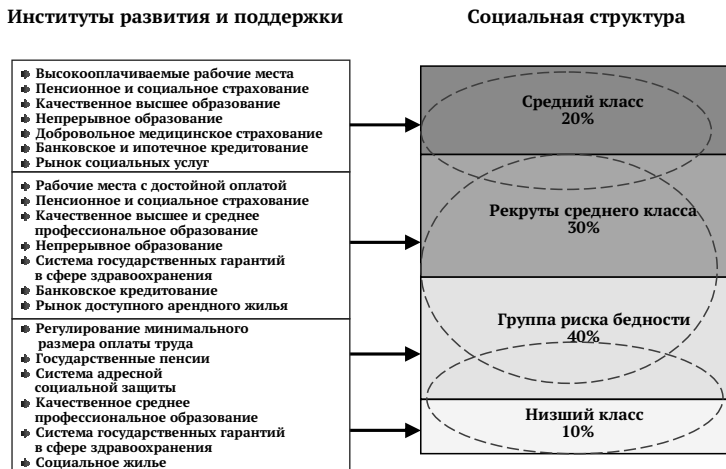 Институты развития и поддержки
Социальная структура
Высокооплачиваемые рабочие места
Пенсионное и социальное страхование
Качественное высшее образование
Непрерывное образование
Добровольное медицинское страхование
Банковское и ипотечное кредитование
Рынок социальных услуг
Рабочие места с достойной оплатой
Пенсионное и социальное страхование
Качественное высшее и среднее
профессиональное образование
Непрерывное образование
Система государственных гарантий
в сфере здравоохранения
Банковское кредитование
Рынок доступного арендного жилья
Регулирование минимального
размера оплаты труда
Государственные пенсии
Система адресной
социальной защиты
Качественное среднее
профессиональное образование
Система государственных гарантий
в сфере здравоохранения
Социальное жилье
Средний класс
20%
Рекруты среднего класса
30%
Группа риска бедности
40%
Низший класс
10%